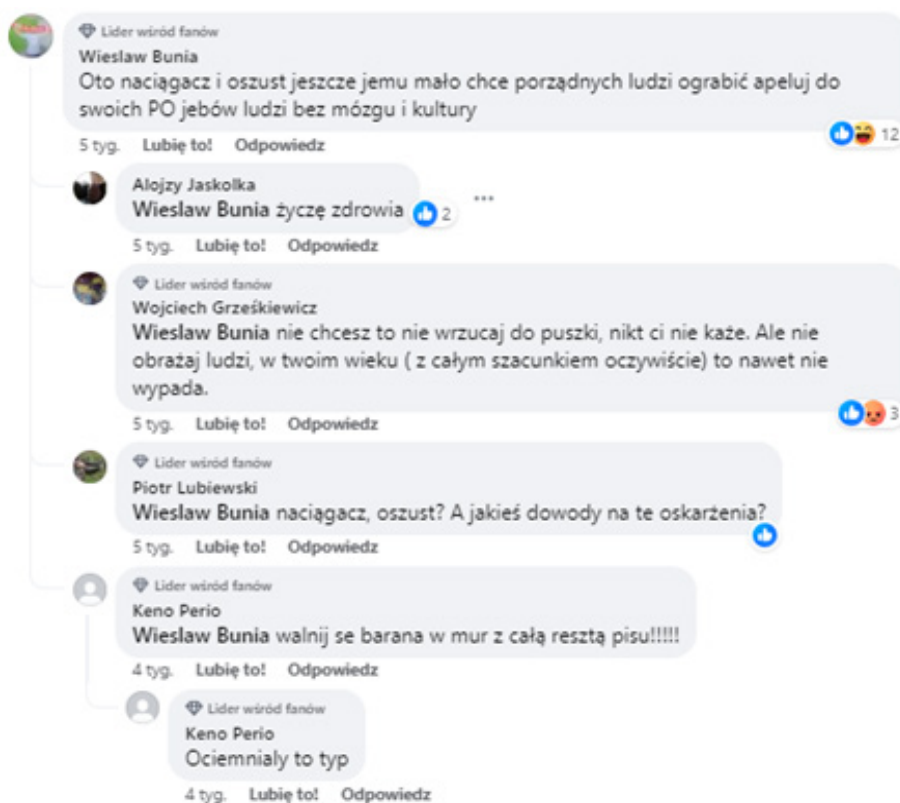 Lider wśród fanów
Wieslaw Bunia
Oto naciągacz i oszust jeszcze jemu mało chce porządnych ludzi ograbić apeluj do
swoich PO jebów ludzi bez mózgu i kultury
12
5 tyg. Lubię to! Odpowiedz
Alojzy Jaskolka
Wieslaw Bunia życzę zdrowia
2
5 tyg. Lubię to! Odpowiedz
Lider wśród fanów
Wojciech Grześkiewicz
Wieslaw Bunia nie chcesz to nie wrzucaj do puszki, nikt ci nie każe. Ale nie
obrażaj ludzi, w twoim wieku ( z całym szacunkiem oczywiście) to nawet nie
wypada.
3
5 tyg. Lubię to! Odpowiedz
Lider wśród fanów
Piotr Lubiewski
Wieslaw Bunia naciągacz, oszust? A jakieś dowody na te oskarżenia?
5 tyg. Lubię to! Odpowiedz
Lider wśród fanów
Keno Perio
Wieslaw Bunia walnij se barana w mur z całą resztą pisu!!!!!
4 tyg. Lubię to! Odpowiedz
Lider wśród fanów
Keno Perio
Ociemnialy to typ
4 tyg. Lubię to! Odpowiedz